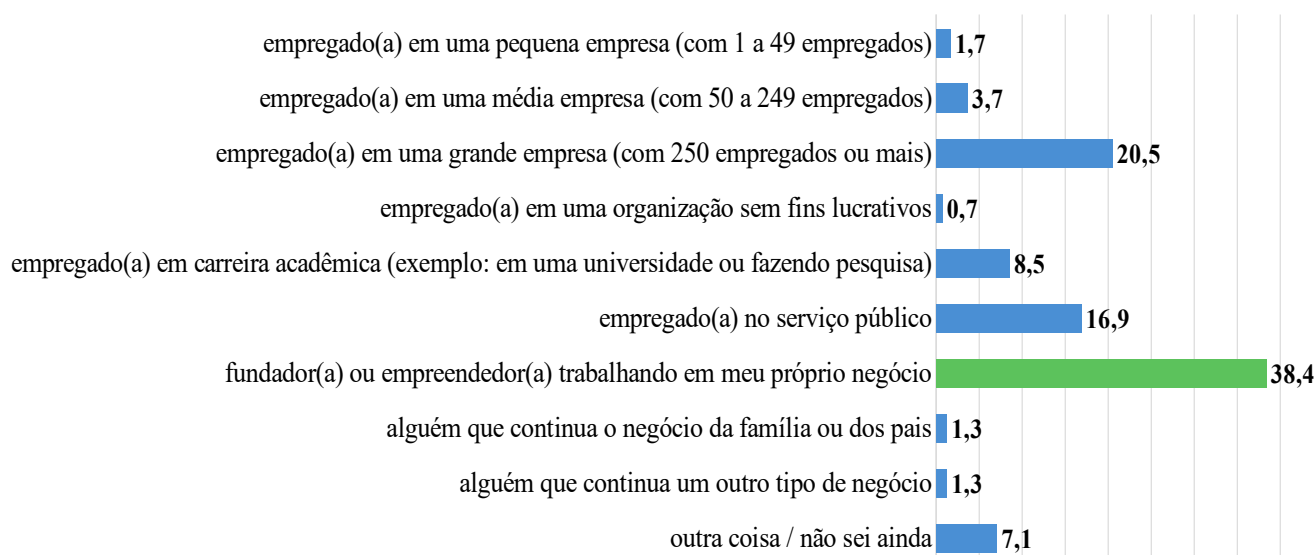 empregado(a) em uma pequena empresa (com 1 a 49 empregados) 1,7
empregado(a) em uma média empresa (com 50 a 249 empregados) 3,7
empregado(a) em uma grande empresa (com 250 empregados ou mais) 20,5
empregado(a) em uma organização sem fins lucrativos 0,7
empregado(a) em carreira acadêmica (exemplo: em uma universidade ou fazendo pesquisa) 8,5
empregado(a) no serviço público 16,9
fundador(a) ou empreendedor(a) trabalhando em meu próprio negócio 38,4
alguém que continua o negócio da família ou dos pais 1,3
alguém que continua um outro tipo de negócio 1,3
outra coisa / não sei ainda 7,1